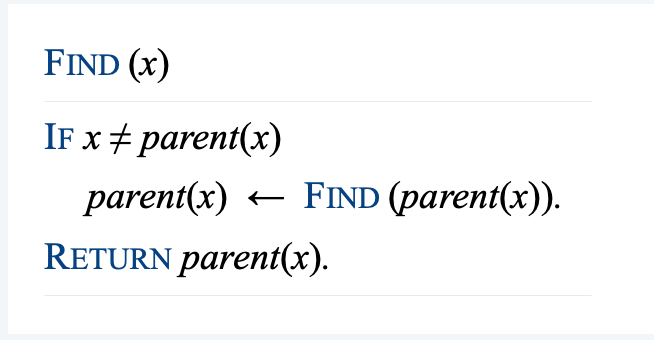 FIND (x)
IF x ≠ parent(x)
parent(x) ← FIND (parent(x)).
RETURN parent(x).